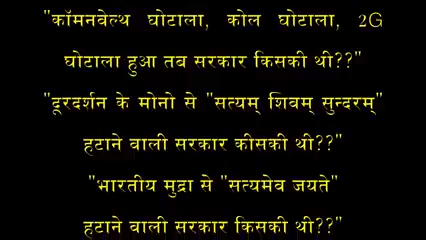 "कॉमनवेल्थ घोटाला, कोल घोटाला, 2G
घोटाला हुआ तब सरकार किसकी थी??"
"दूरदर्शन के मोनो से "सत्यम् शिवम् सुन्दरम्"
हटाने वाली सरकार कीसकी थी??"
"भारतीय मुद्रा से "सत्यमेव जयते"
हटाने वाली सरकार किसकी थी??"